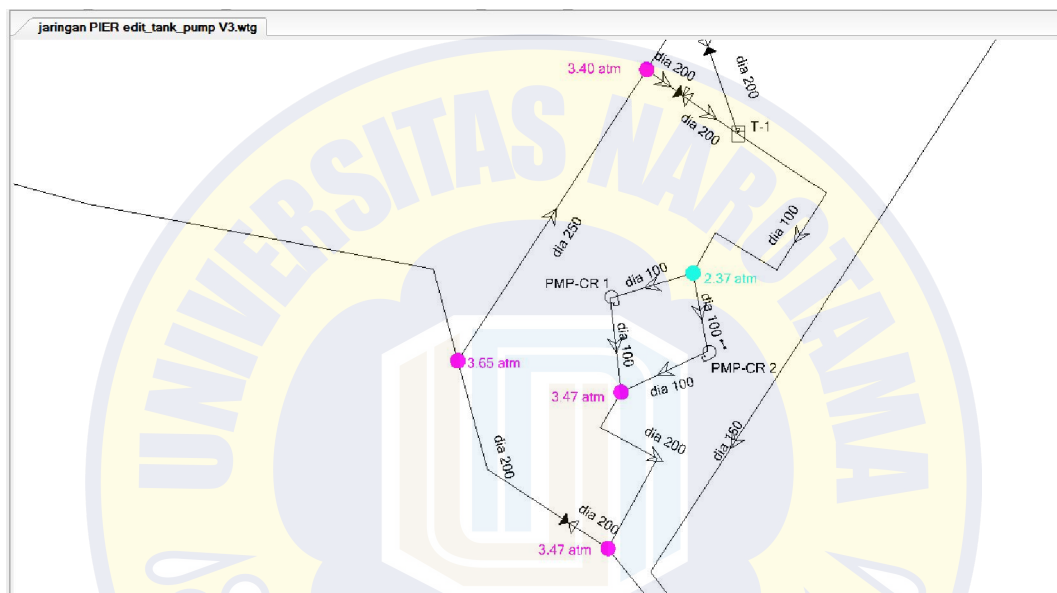 jaringan PIER edit_tank_pump V3.wtg
3.40 atm
dia 200
dia 200
dia 200
T-1
dia 250
dia 100
PMP-CR 1
dia 100
2.37 atm
dia 100
dia 100
3.65 atm
PMP-CR 2
dia 100
3.47 atm
dia 200
dia 150
dia 200
dia 200
3.47 atm
UNIVERSITAS NAROTAMA